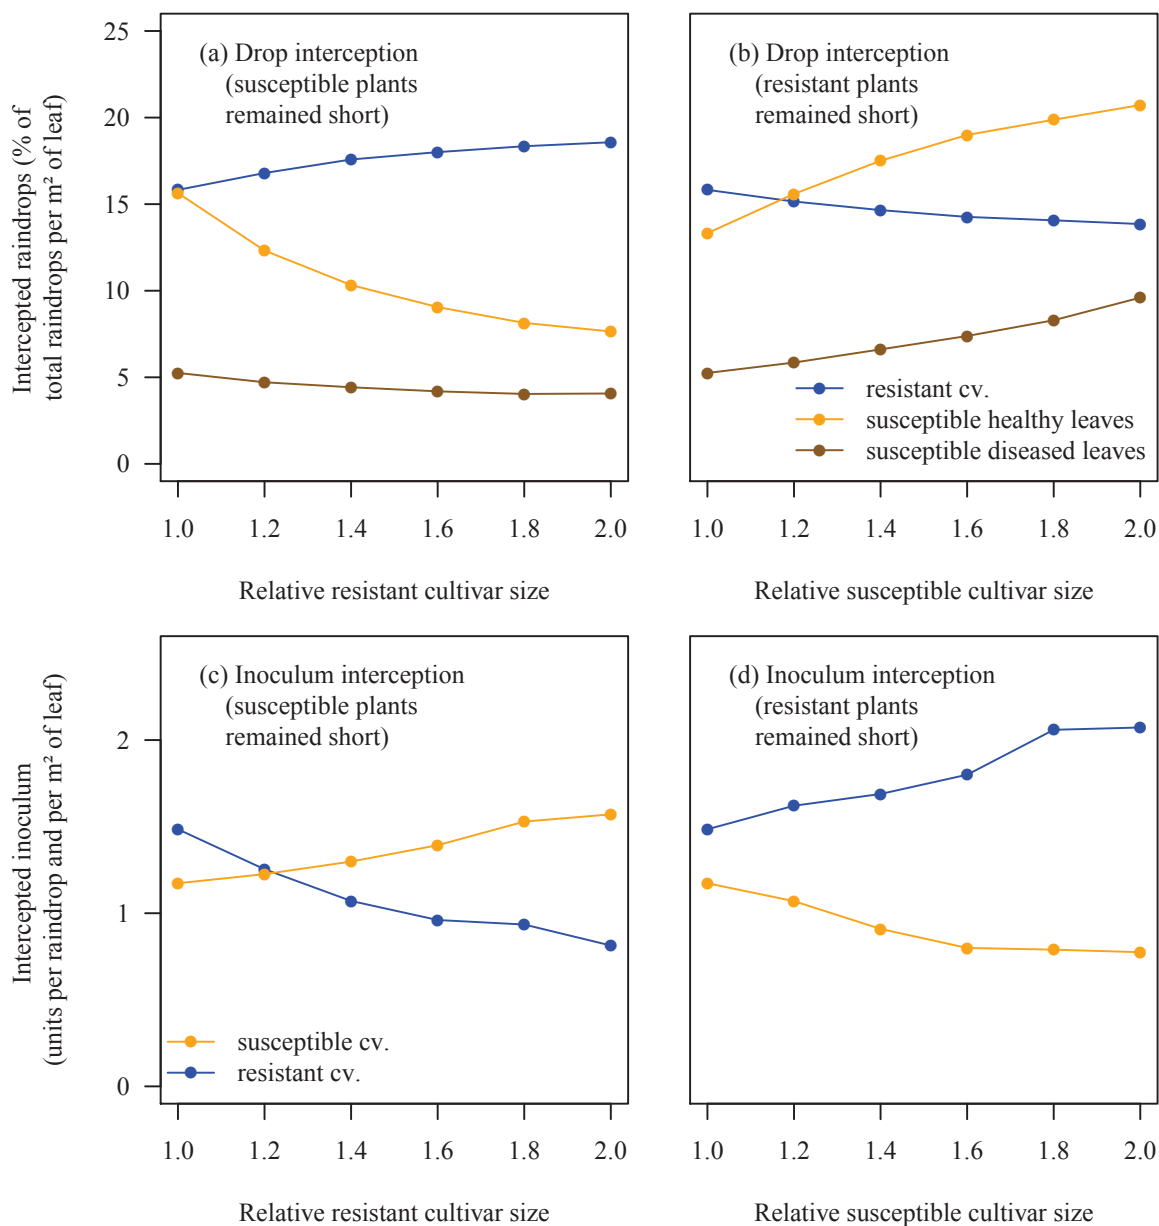 Intercepted raindrops (% of
total raindrops per m² of leaf)
25
20
15
10
5
0
(a) Drop interception
(susceptible plants
remained short)
1.0 1.2 1.4 1.6 1.8 2.0
Relative resistant cultivar size
(b) Drop interception
(resistant plants
remained short)
resistant cv.
susceptible healthy leaves
susceptible diseased leaves
1.0 1.2 1.4 1.6 1.8 2.0
Relative susceptible cultivar size
Intercepted inoculum
(units per raindrop and per m² of leaf)
2
1
0
(c) Inoculum interception
(susceptible plants
remained short)
susceptible cv.
resistant cv.
1.0 1.2 1.4 1.6 1.8 2.0
Relative resistant cultivar size
(d) Inoculum interception
(resistant plants
remained short)
1.0 1.2 1.4 1.6 1.8 2.0
Relative susceptible cultivar size